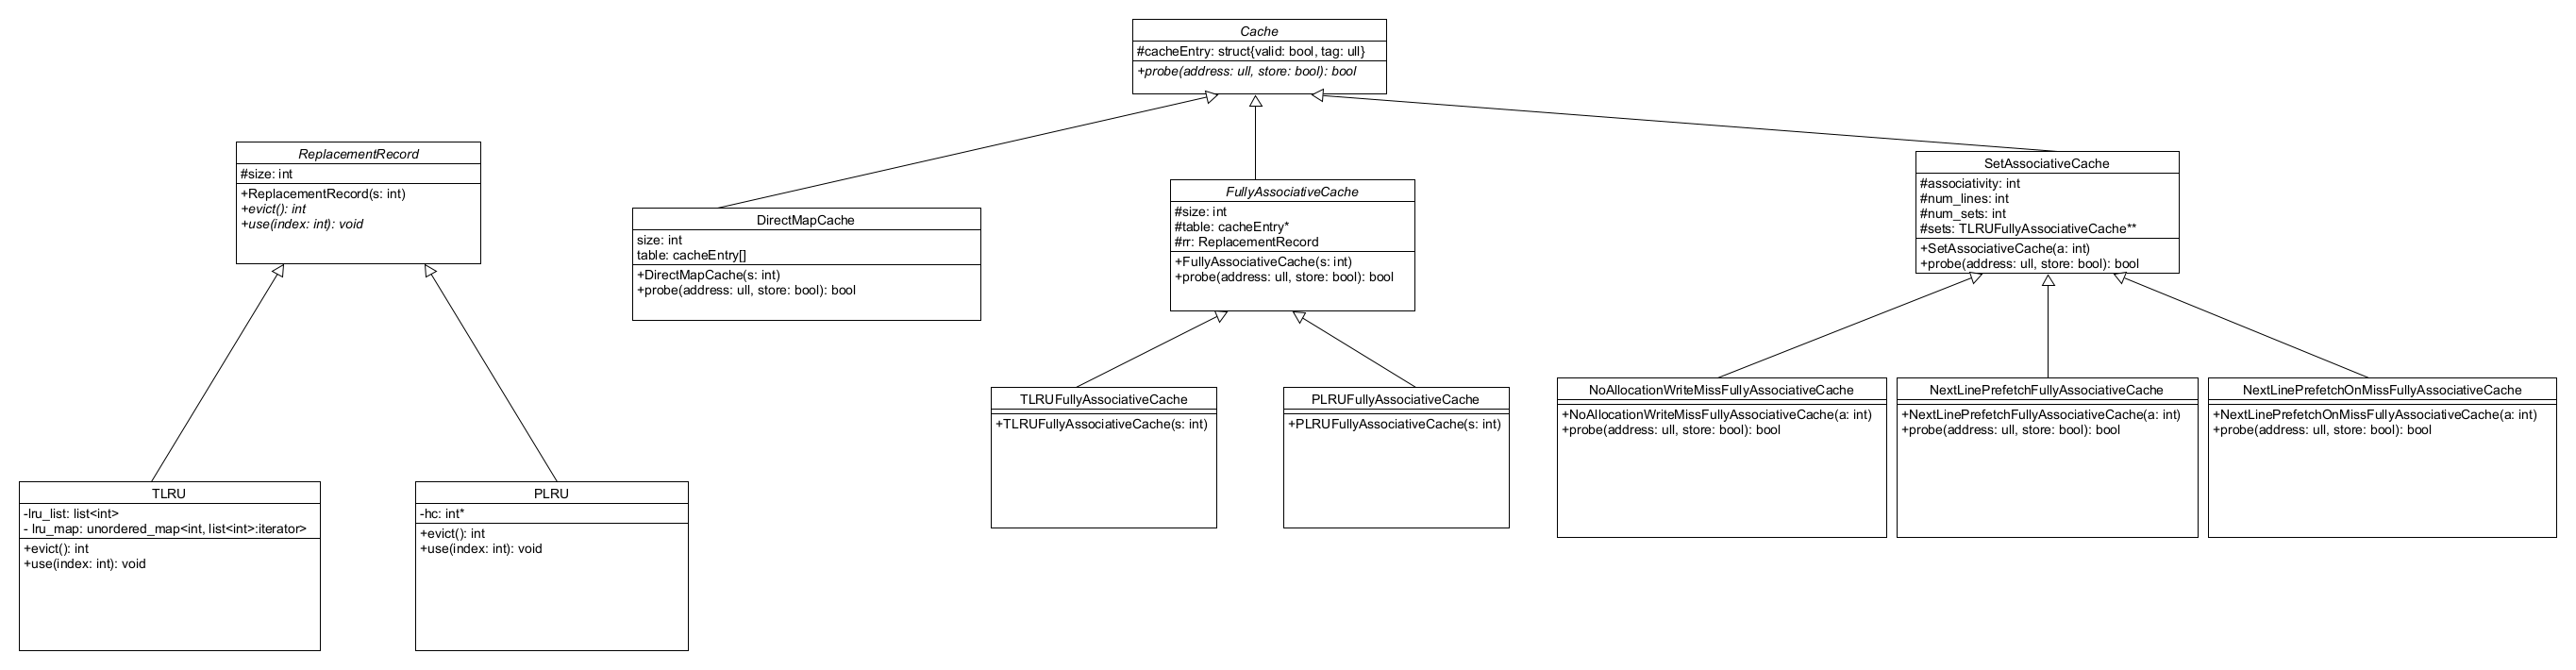 Cache
#cacheEntry: struct{valid: bool, tag: ull}
+probe(address: ull, store: bool): bool
ReplacementRecord
#size: int
+ReplacementRecord(s: int)
+evict(): int
+use(index: int): void
DirectMapCache
size: int
table: cacheEntry[]
+DirectMapCache(s: int)
+probe(address: ull, store: bool): bool
FullyAssociativeCache
#size: int
#table: cacheEntry*
#rr: ReplacementRecord
+FullyAssociativeCache(s: int)
+probe(address: ull, store: bool): bool
SetAssociativeCache
#associativity: int
#num_lines: int
#num_sets: int
#sets: TLRUFullyAssociativeCache**
+SetAssociativeCache(a: int)
+probe(address: ull, store: bool): bool
TLRUFullyAssociativeCache
+TLRUFullyAssociativeCache(s: int)
PLRUFullyAssociativeCache
+PLRUFullyAssociativeCache(s: int)
NoAllocationWriteMissFullyAssociativeCache
+NoAllocationWriteMissFullyAssociativeCache(a: int)
+probe(address: ull, store: bool): bool
NextLinePrefetchFullyAssociativeCache
+NextLinePrefetchFullyAssociativeCache(a: int)
+probe(address: ull, store: bool): bool
NextLinePrefetchOnMissFullyAssociativeCache
+NextLinePrefetchOnMissFullyAssociativeCache(a: int)
+probe(address: ull, store: bool): bool
TLRU
-lru_list: list<int>
- lru_map: unordered_map<int, list<int>:iterator>
+evict(): int
+use(index: int): void
PLRU
-hc: int*
+evict(): int
+use(index: int): void